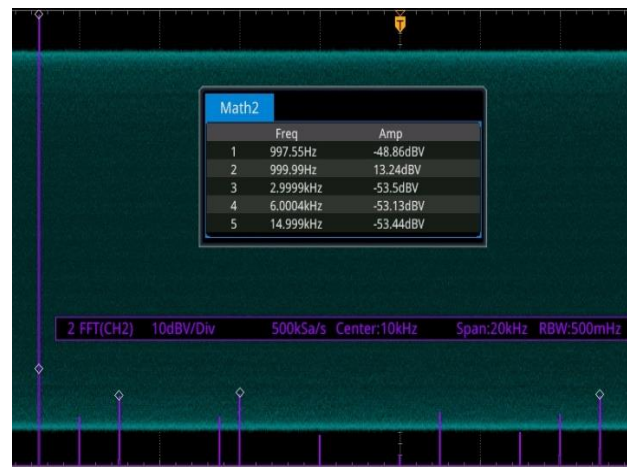 T
Math2
Freq Amp
1 997.55Hz -48.86dBV
2 999.99Hz 13.24dBV
3 2.9999kHz -53.5dBV
4 6.0004kHz -53.13dBV
5 14.999kHz -53.44dBV
2 FFT(CH2) 10dBV/Div 500kSa/s Center:10kHz Span:20kHz RBW:500mHz